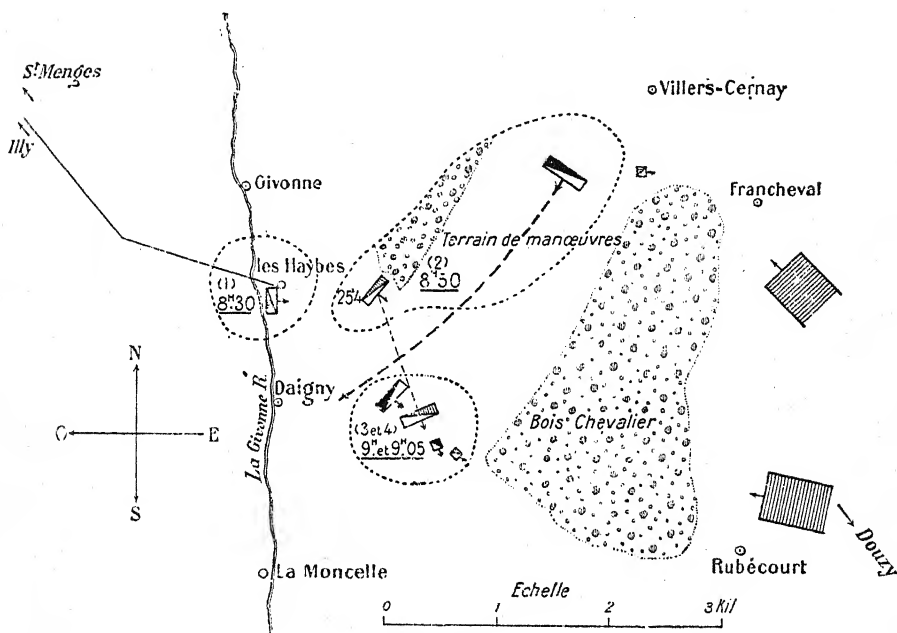 St Menges
Villers-Cernay
Illy
Givonne
Francheval
Terrain de manœuvres
les Haybes
(2)
8H50
(1)
8H30
254
N
O E
S
La Givonne R.
Daigny
(3 et 4)
9H et 9H05
Bois Chevalier
La Moncelle
Rubécourt
Douzy
Echelle
0 1 2 3 Kil